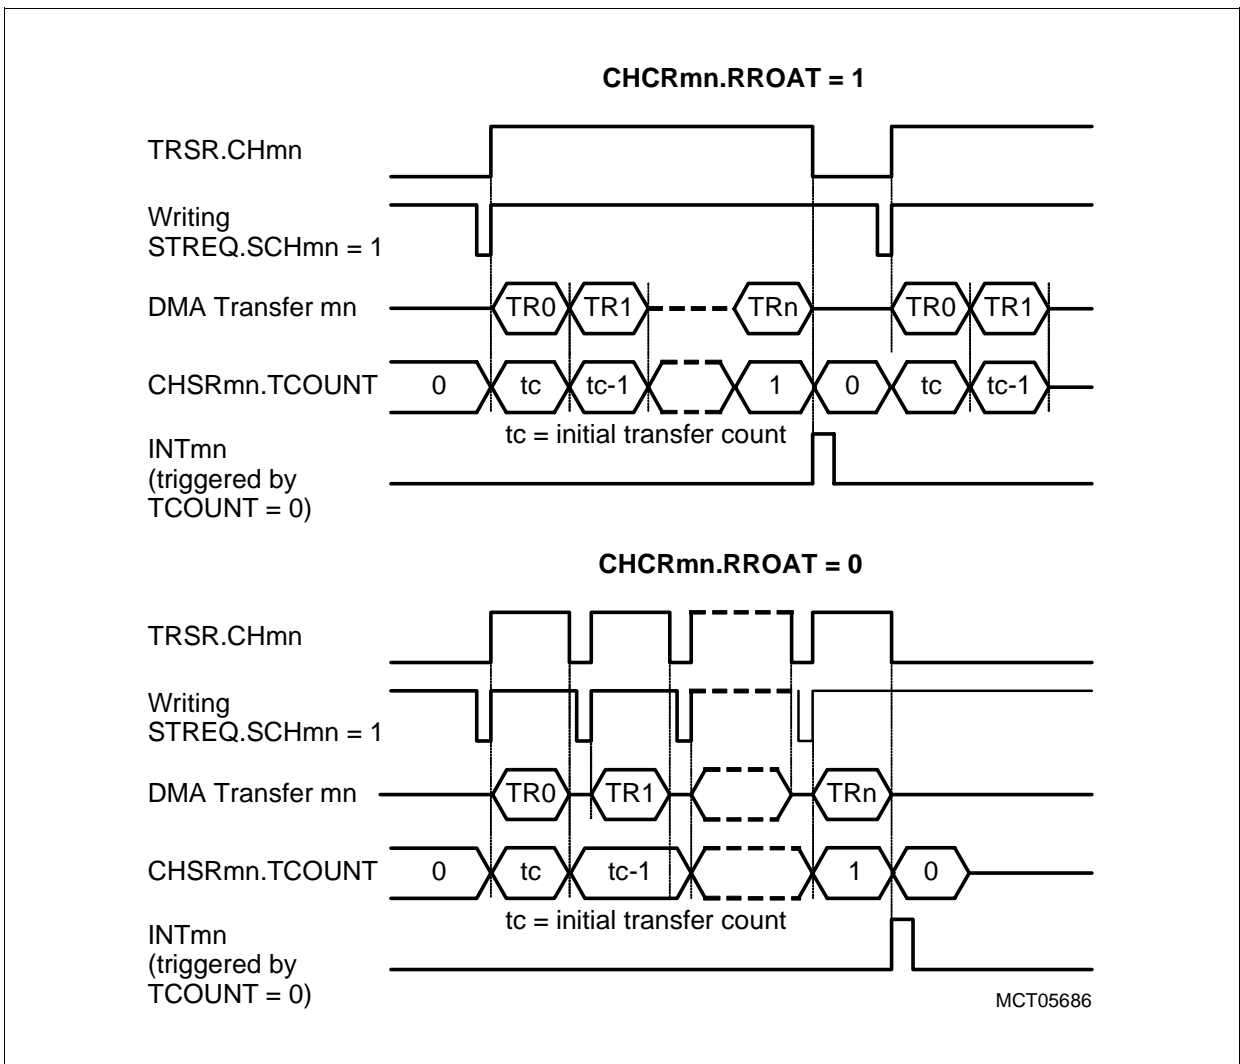 CHCRmn.RROAT = 1
TRSR.CHmn
Writing
STREQ.SCHmn = 1
DMA Transfer mn TR0 TR1 TRn TR0 TR1
CHSRmn.TCOUNT 0 tc tc-1 1 0 tc tc-1
tc = initial transfer count
INTmn
(triggered by
TCOUNT = 0)
CHCRmn.RROAT = 0
TRSR.CHmn
Writing
STREQ.SCHmn = 1
DMA Transfer mn TR0 TR1 TRn
CHSRmn.TCOUNT 0 tc tc-1 1 0
tc = initial transfer count
INTmn
(triggered by
TCOUNT = 0)
MCT05686